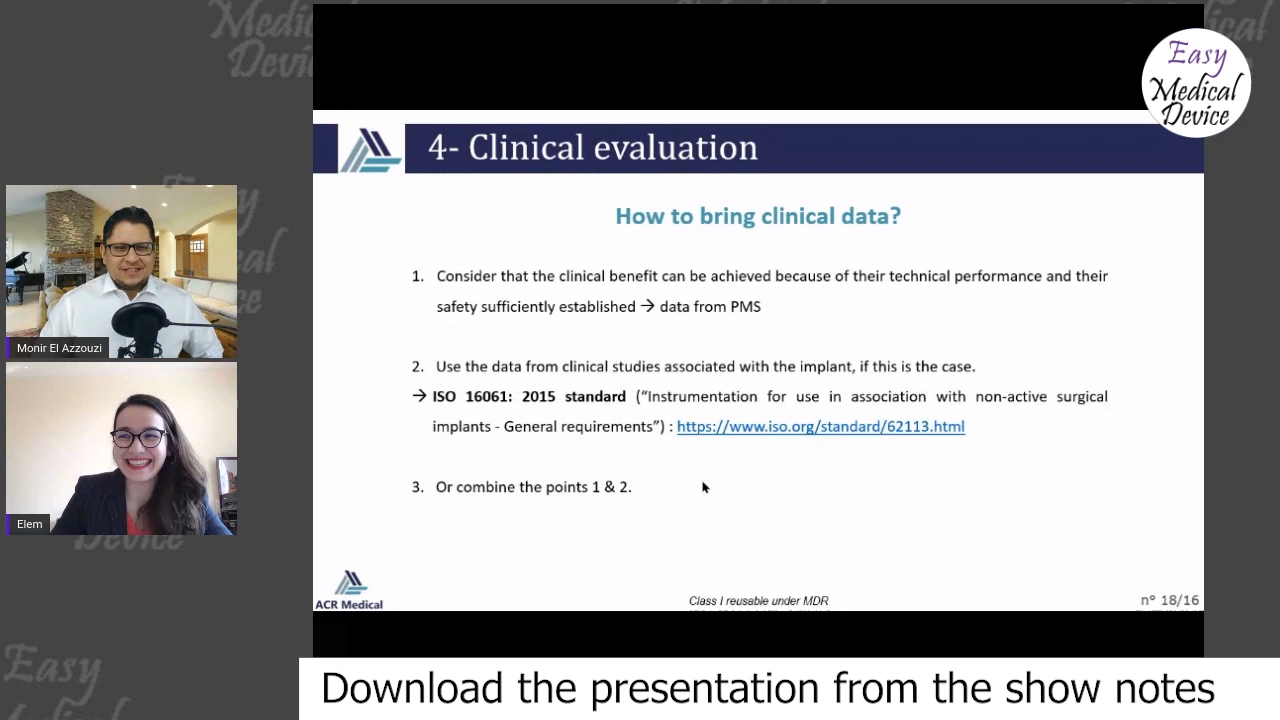 Easy
Medical
Device
4- Clinical evaluation
How to bring clinical data?
1. Consider that the clinical benefit can be achieved because of their technical performance and their
safety sufficiently established → data from PMS
2. Use the data from clinical studies associated with the implant, if this is the case.
→ ISO 16061: 2015 standard ("Instrumentation for use in association with non-active surgical
implants - General requirements") : https://www.iso.org/standard/62113.html
3. Or combine the points 1 & 2.
ACR Medical
Class I reusable under MDR
n° 18/16
Monir El Azzouzi
Elem
Download the presentation from the show notes